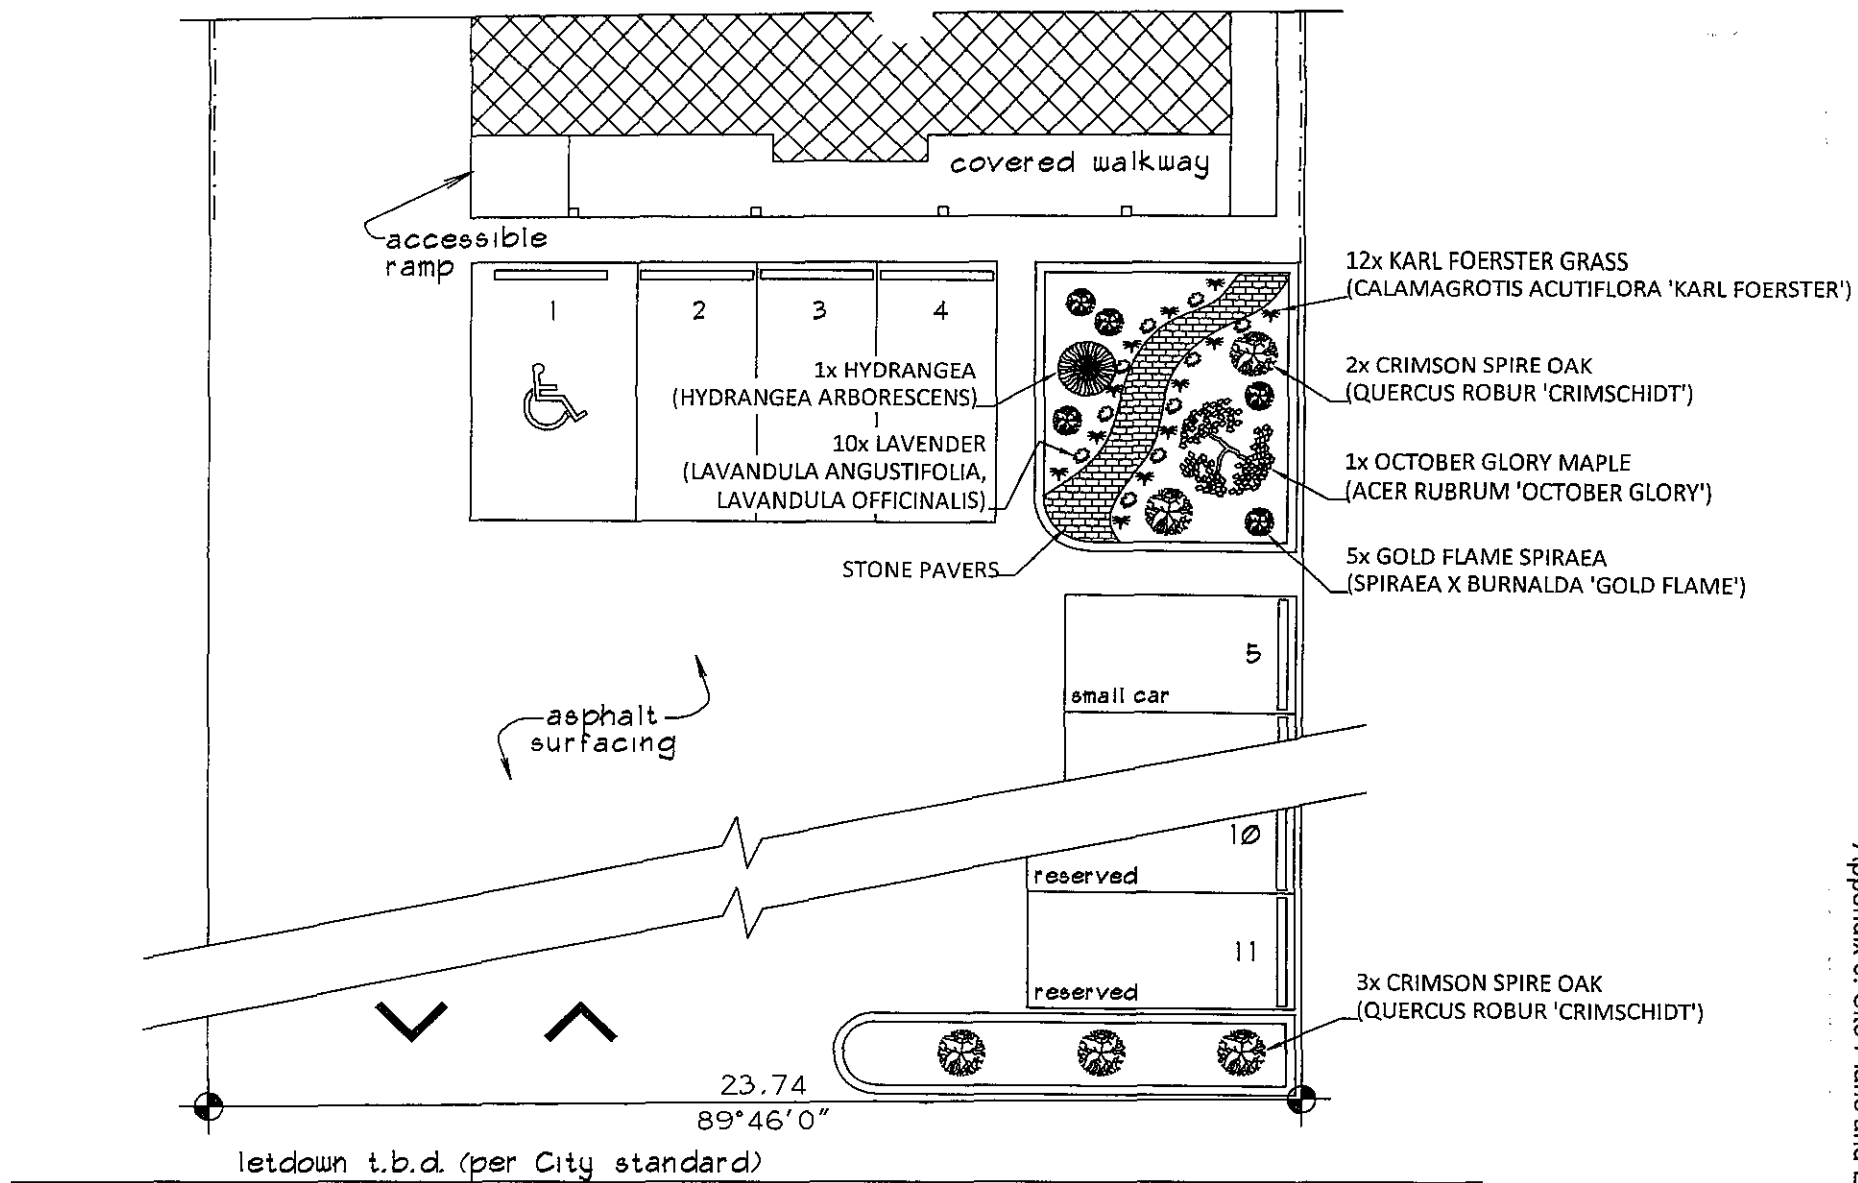 covered walkway
accessible
ramp
1
2
3
4
12x KARL FOERSTER GRASS
(CALAMAGROTIS ACUTIFLORA 'KARL FOERSTER')
1x HYDRANGEA
(HYDRANGEA ARBORESCENS)
2x CRIMSON SPIRE OAK
(QUERCUS ROBUR 'CRIMSCHIDT')
10x LAVENDER
(LAVANDULA ANGUSTIFOLIA,
LAVANDULA OFFICINALIS)
1x OCTOBER GLORY MAPLE
(ACER RUBRUM 'OCTOBER GLORY')
STONE PAVERS
5x GOLD FLAME SPIRAEA
(SPIRAEA X BURNALDA 'GOLD FLAME')
5
small car
asphalt
surfacing
10
reserved
11
reserved
3x CRIMSON SPIRE OAK
(QUERCUS ROBUR 'CRIMSCHIDT')
23.74
89°46'0"
letdown t.b.d. (per City standard)